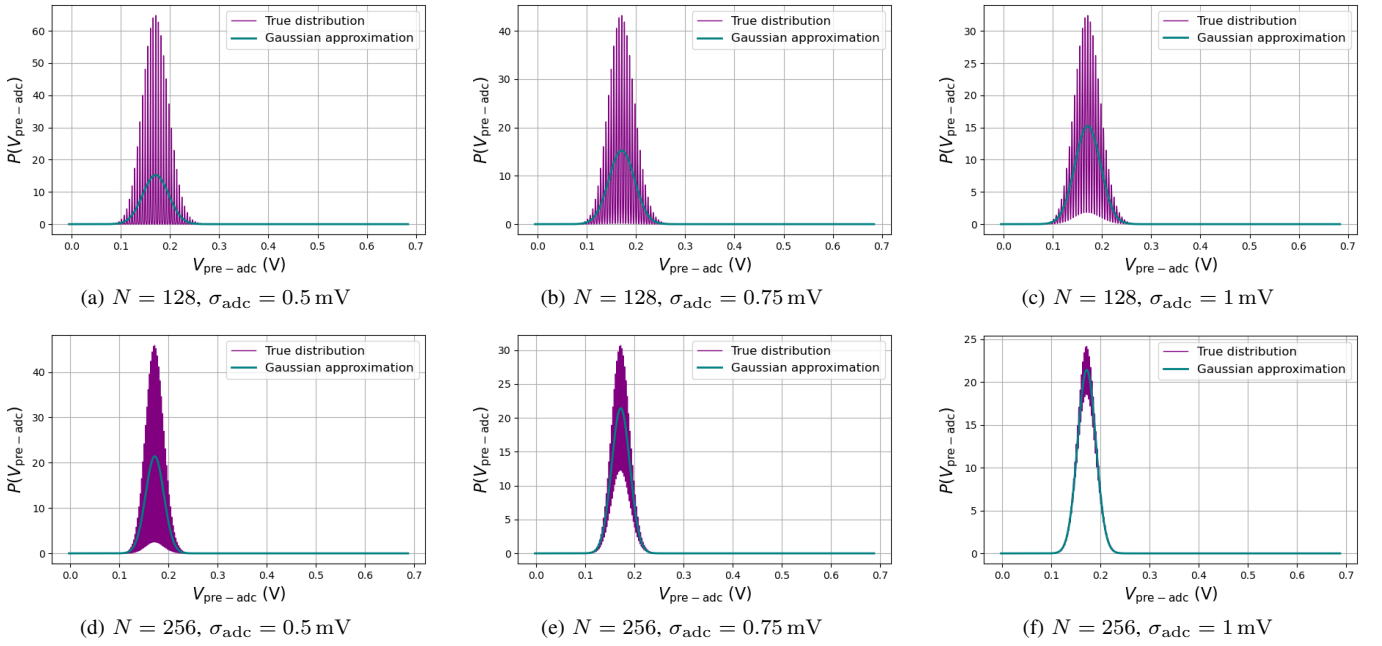 True distribution
Gaussian approximation
60
50
40
30
20
10
0
P(V_pre−adc)
0.0 0.1 0.2 0.3 0.4 0.5 0.6 0.7
V_pre−adc (V)
(a) N = 128, σ_adc = 0.5 mV
True distribution
Gaussian approximation
40
30
20
10
0
P(V_pre−adc)
0.0 0.1 0.2 0.3 0.4 0.5 0.6 0.7
V_pre−adc (V)
(b) N = 128, σ_adc = 0.75 mV
True distribution
Gaussian approximation
30
25
20
15
10
5
0
P(V_pre−adc)
0.0 0.1 0.2 0.3 0.4 0.5 0.6 0.7
V_pre−adc (V)
(c) N = 128, σ_adc = 1 mV
True distribution
Gaussian approximation
40
30
20
10
0
P(V_pre−adc)
0.0 0.1 0.2 0.3 0.4 0.5 0.6 0.7
V_pre−adc (V)
(d) N = 256, σ_adc = 0.5 mV
True distribution
Gaussian approximation
30
25
20
15
10
5
0
P(V_pre−adc)
0.0 0.1 0.2 0.3 0.4 0.5 0.6 0.7
V_pre−adc (V)
(e) N = 256, σ_adc = 0.75 mV
True distribution
Gaussian approximation
25
20
15
10
5
0
P(V_pre−adc)
0.0 0.1 0.2 0.3 0.4 0.5 0.6 0.7
V_pre−adc (V)
(f) N = 256, σ_adc = 1 mV